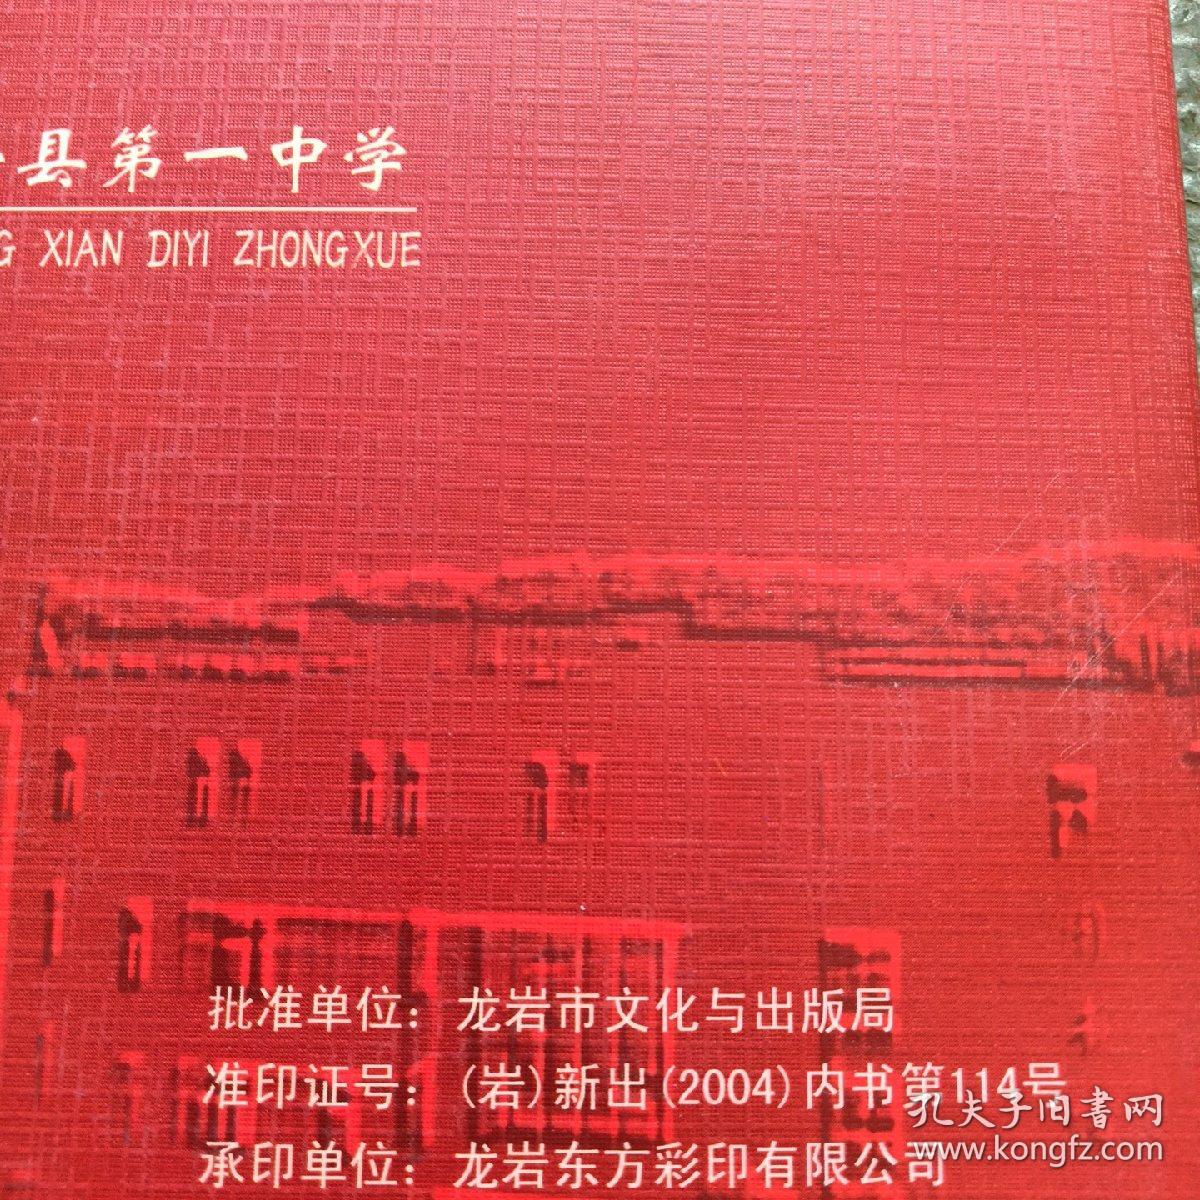 县第一中学
G XIAN DIYI ZHONGXUE
批准单位：龙岩市文化与出版局
准印证号：(岩)新出(2004)内书第114号
承印单位：龙岩东方彩印有限公司
孔夫子旧書网
www.kongfz.com